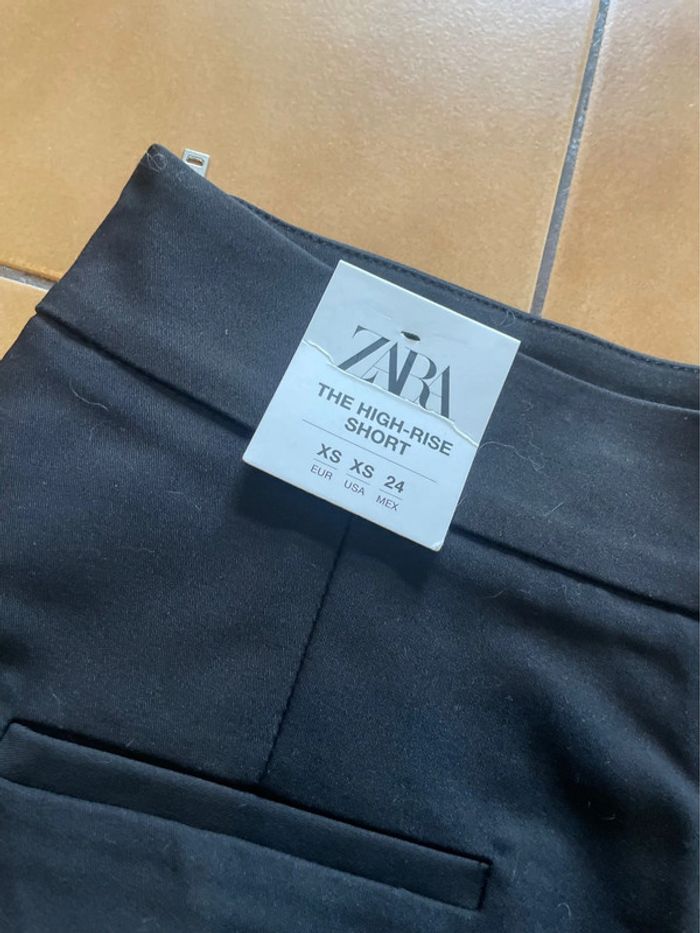 ZARA
THE HIGH-RISE
SHORT
XS XS 24
EUR USA MEX